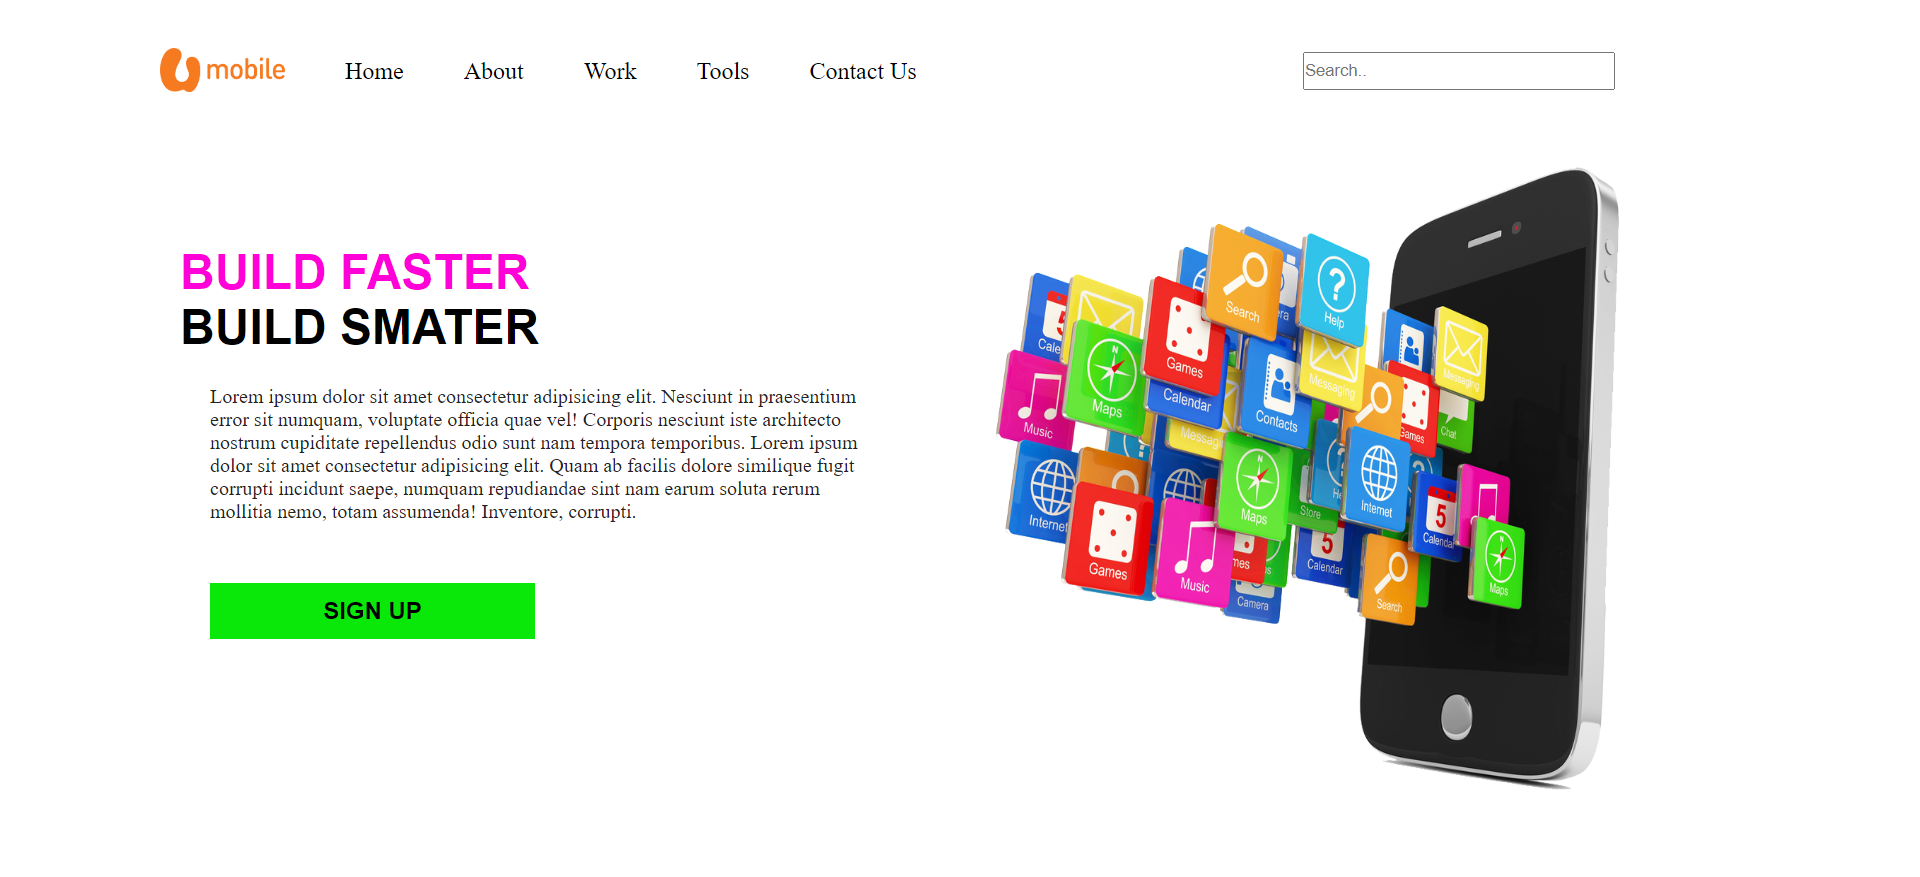 mobile
Home
About
Work
Tools
Contact Us
Search..
BUILD FASTER
BUILD SMATER
Lorem ipsum dolor sit amet consectetur adipisicing elit. Nesciunt in praesentium
error sit numquam, voluptate officia quae vel! Corporis nesciunt iste architecto
nostrum cupiditate repellendus odio sunt nam tempora temporibus. Lorem ipsum
dolor sit amet consectetur adipisicing elit. Quam ab facilis dolore similique fugit
corrupti incidunt saepe, numquam repudiandae sint nam earum soluta rerum
mollitia nemo, totam assumenda! Inventore, corrupti.
SIGN UP
Search
Help
Games
Messaging
Messaging
Maps
Calendar
Contacts
Games
Chat
Music
Messaging
Internet
Maps
Store
Internet
5
Calendar
Games
Music
5
Calendar
Camera
Search
Maps
N
N
N
5